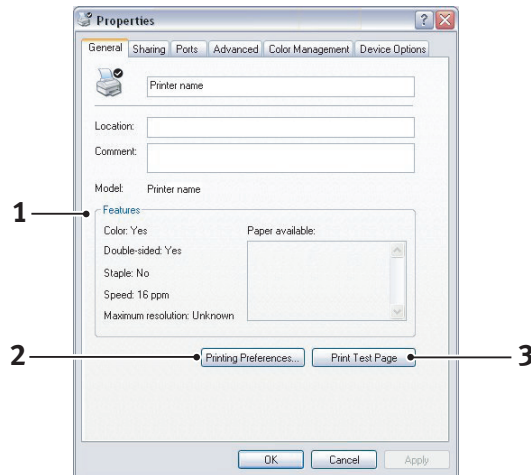 Properties
General Sharing Ports Advanced Color Management Device Options
Printer name
Location:
Comment:
Model: Printer name
1
Features
Color: Yes Paper available:
Double-sided: Yes
Staple: No
Speed: 16 ppm
Maximum resolution: Unknown
2 Printing Preferences... Print Test Page 3
OK Cancel Apply